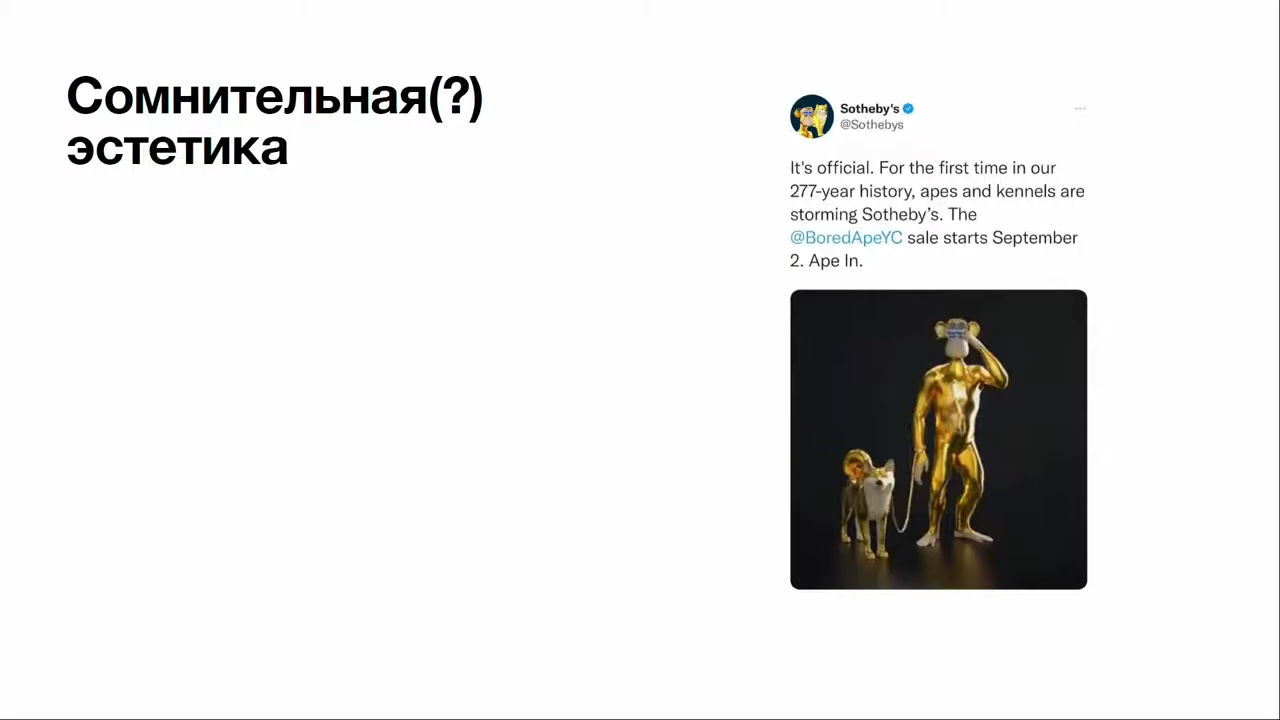 Сомнительная(?)
эстетика
Sotheby's
@Sothebys
It's official. For the first time in our
277-year history, apes and kennels are
storming Sotheby’s. The
@BoredApeYC sale starts September
2. Ape In.